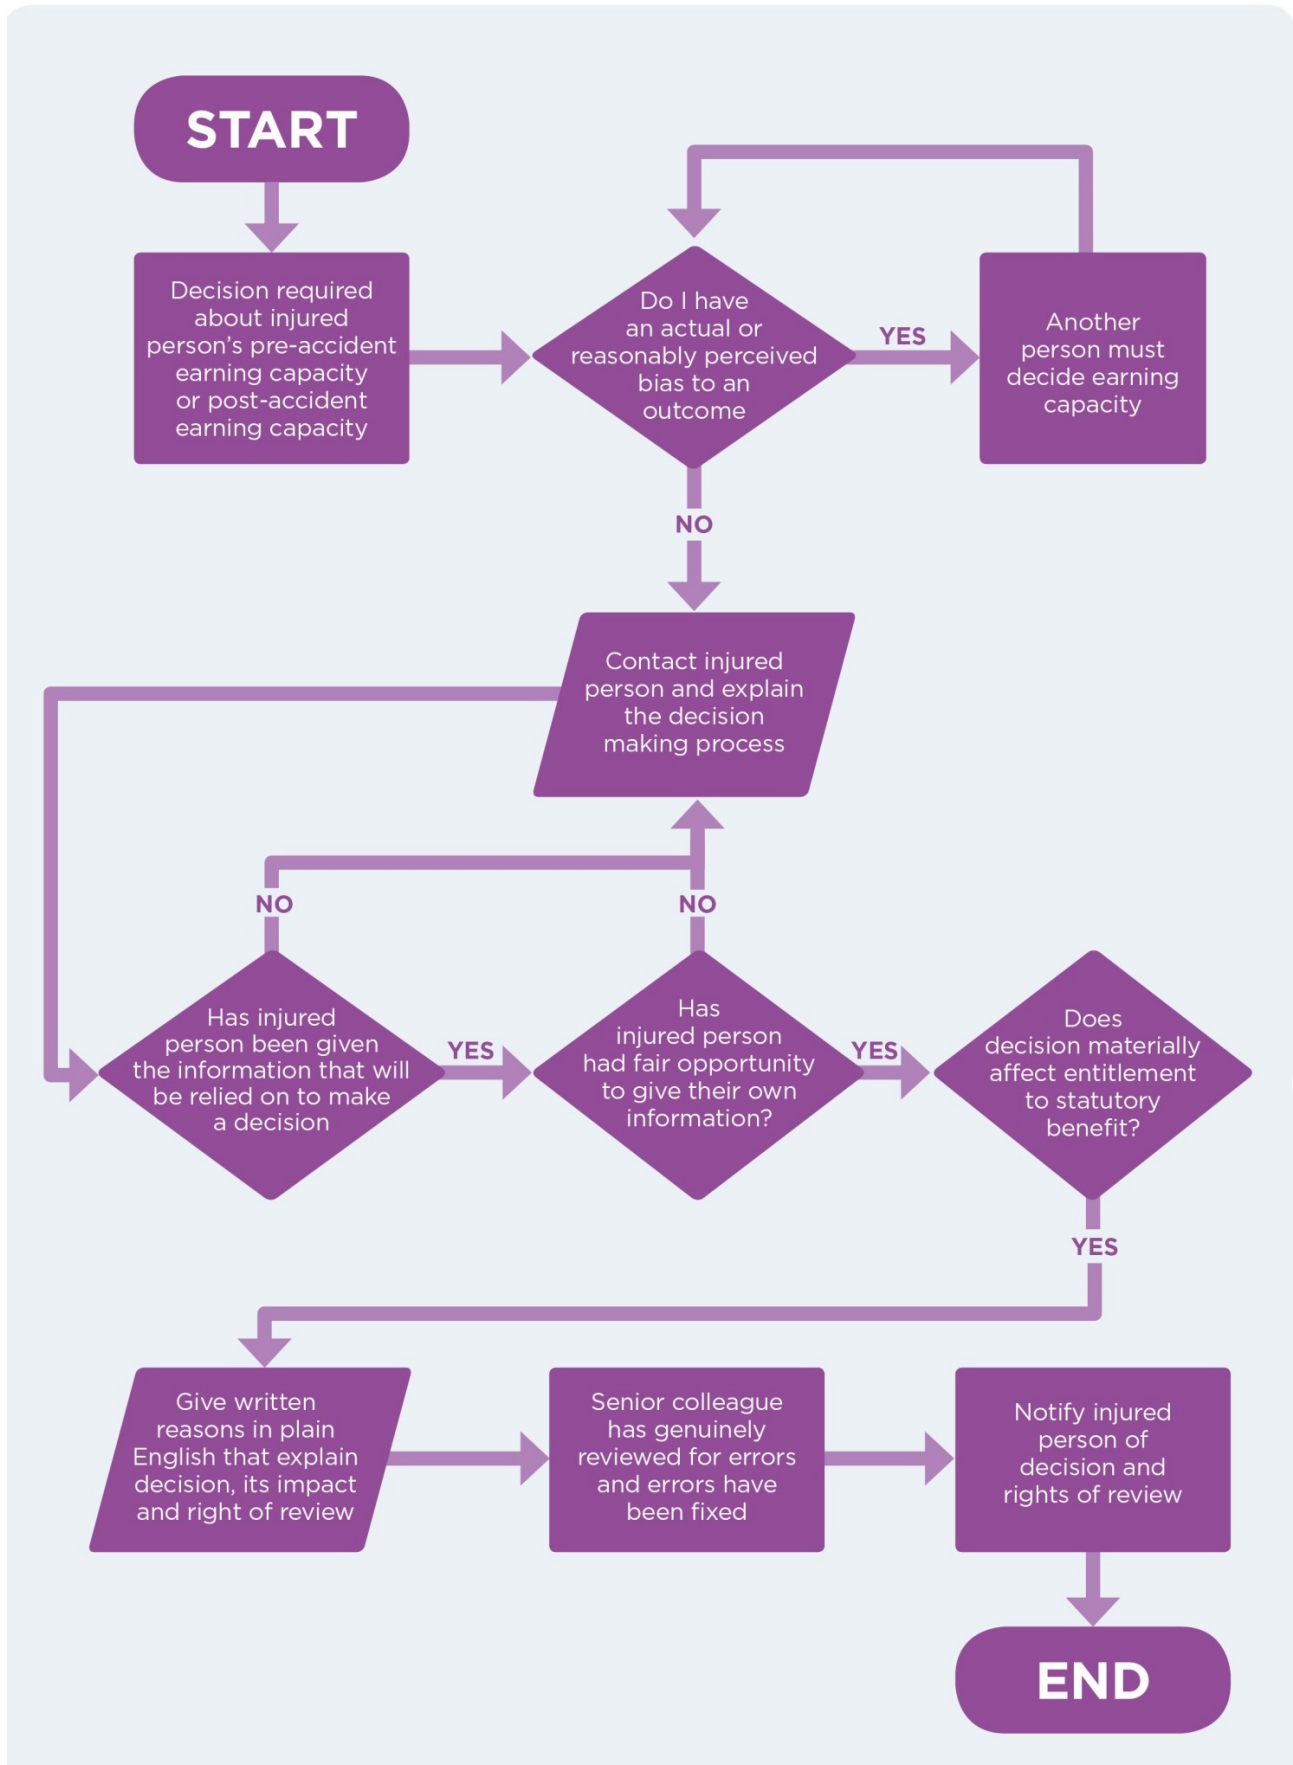 START
Decision required
about injured
person's pre-accident
earning capacity
or post-accident
earning capacity
Do I have
an actual or
reasonably perceived
bias to an
outcome
YES
Another
person must
decide earning
capacity
NO
Contact injured
person and explain
the decision
making process
NO
NO
Has injured
person been given
the information that will
be relied on to make
a decision
YES
Has
injured person
had fair opportunity
to give their own
information?
YES
Does
decision materially
affect entitlement
to statutory
benefit?
YES
Give written
reasons in plain
English that explain
decision, its impact
and right of review
Senior colleague
has genuinely
reviewed for errors
and errors have
been fixed
Notify injured
person of
decision and
rights of review
END